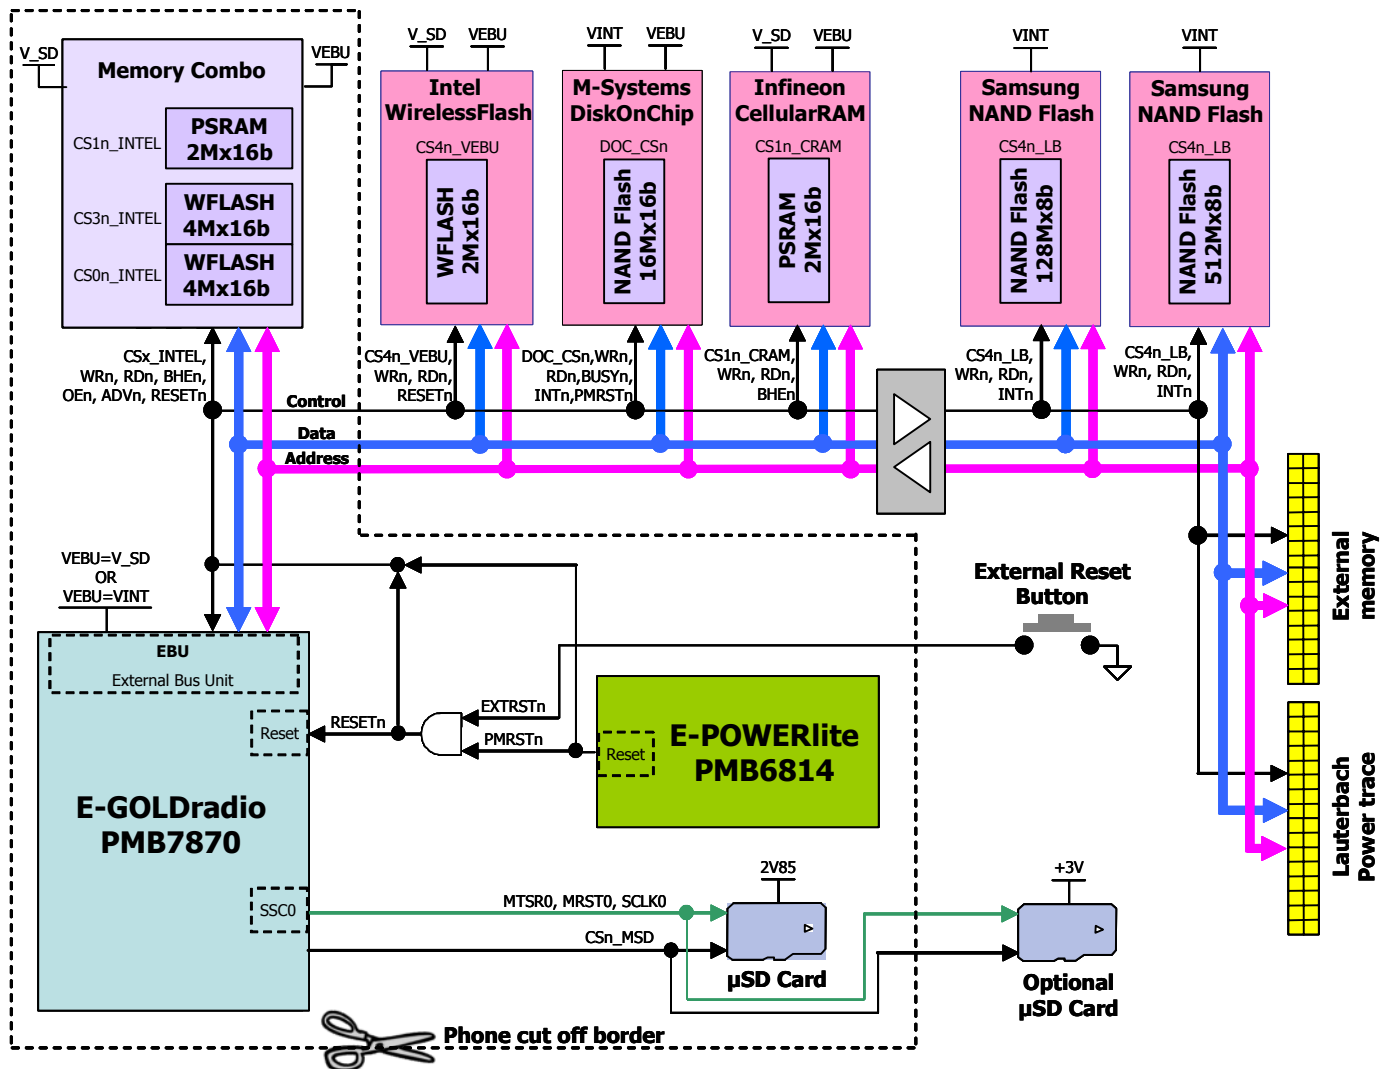 V_SD
VEBU
Memory Combo
CS1n_INTEL
PSRAM
2Mx16b
CS3n_INTEL
WFLASH
4Mx16b
CS0n_INTEL
WFLASH
4Mx16b
V_SD
VEBU
Intel
WirelessFlash
CS4n_VEBU
WFLASH
2Mx16b
VINT
VEBU
M-Systems
DiskOnChip
DOC_CSn
NAND Flash
16Mx16b
V_SD
VEBU
Infineon
CellularRAM
CS1n_CRAM
PSRAM
2Mx16b
VINT
Samsung
NAND Flash
CS4n_LB
NAND Flash
128Mx8b
VINT
Samsung
NAND Flash
CS4n_LB
NAND Flash
512Mx8b
CSx_INTEL,
WRn, RDn, BHEn,
OEn, ADVn, RESETn
CS4n_VEBU,
WRn, RDn,
RESETn
DOC_CSn,WRn,
RDn,BUSYn,
INTn,PMRSTn
CS1n_CRAM,
WRn, RDn,
BHEn
CS4n_LB,
WRn, RDn,
INTn
CS4n_LB,
WRn, RDn,
INTn
Control
Data
Address
External
memory
VEBU=V_SD
OR
VEBU=VINT
External Reset
Button
EBU
External Bus Unit
Reset
RESETn
EXTRSTn
PMRSTn
Reset
E-POWERlite
PMB6814
E-GOLDradio
PMB7870
Lauterbach
Power trace
SSC0
MTSR0, MRST0, SCLK0
CSn_MSD
2V85
µSD Card
+3V
Optional
µSD Card
Phone cut off border